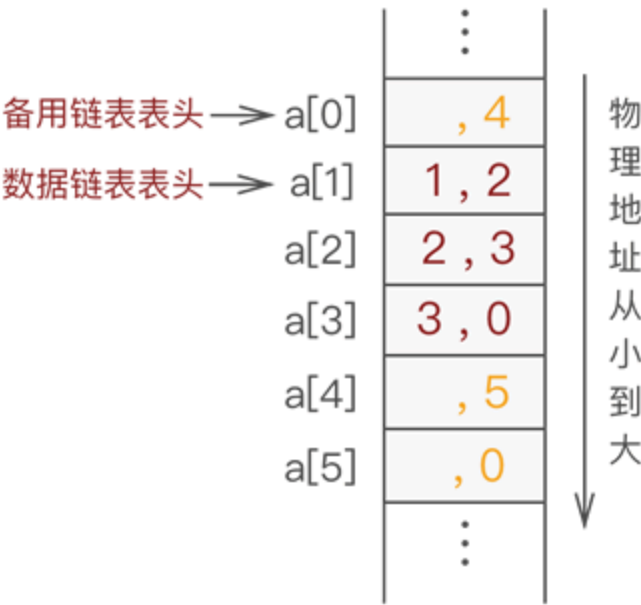 备用链表表头 a[0] , 4
数据链表表头 a[1] 1 , 2
a[2] 2 , 3
a[3] 3 , 0
a[4] , 5
a[5] , 0
物理地址从小到大